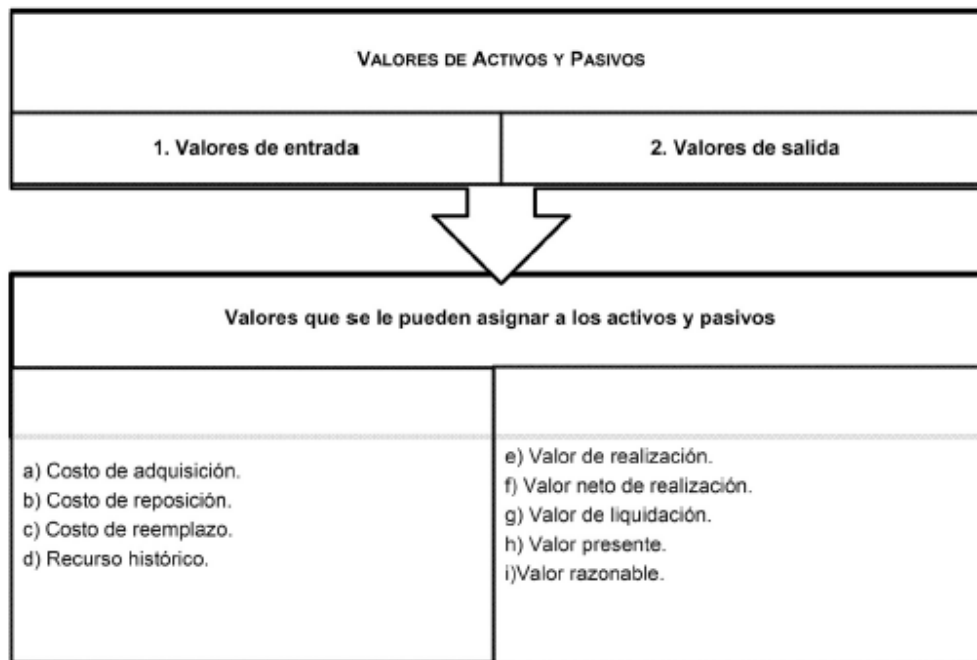 VALORES DE ACTIVOS Y PASIVOS
1. Valores de entrada
2. Valores de salida
Valores que se le pueden asignar a los activos y pasivos
a) Costo de adquisición.
b) Costo de reposición.
c) Costo de reemplazo.
d) Recurso histórico.
e) Valor de realización.
f) Valor neto de realización.
g) Valor de liquidación.
h) Valor presente.
i)Valor razonable.